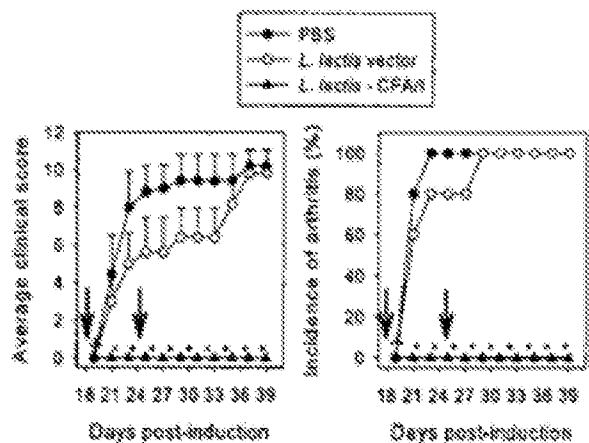 PBS
L. lactis vector
L. lactis - CFA/I
Average clinical score
12
10
8
6
4
2
0
18 21 24 27 30 33 36 39
Days post-induction
Incidence of arthritis (%)
100
80
60
40
20
0
18 21 24 27 30 33 36 39
Days post-induction